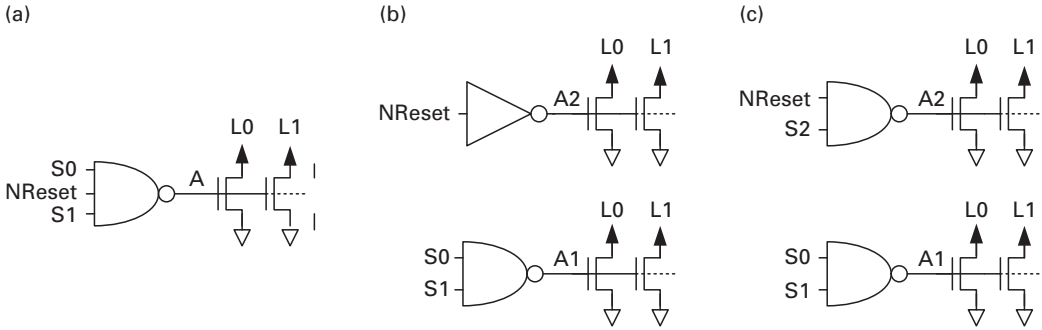 (a)
S0
NReset
S1
A
L0 L1
(b)
NReset
A2
L0 L1
S0
S1
A1
L0 L1
(c)
NReset
S2
A2
L0 L1
S0
S1
A1
L0 L1